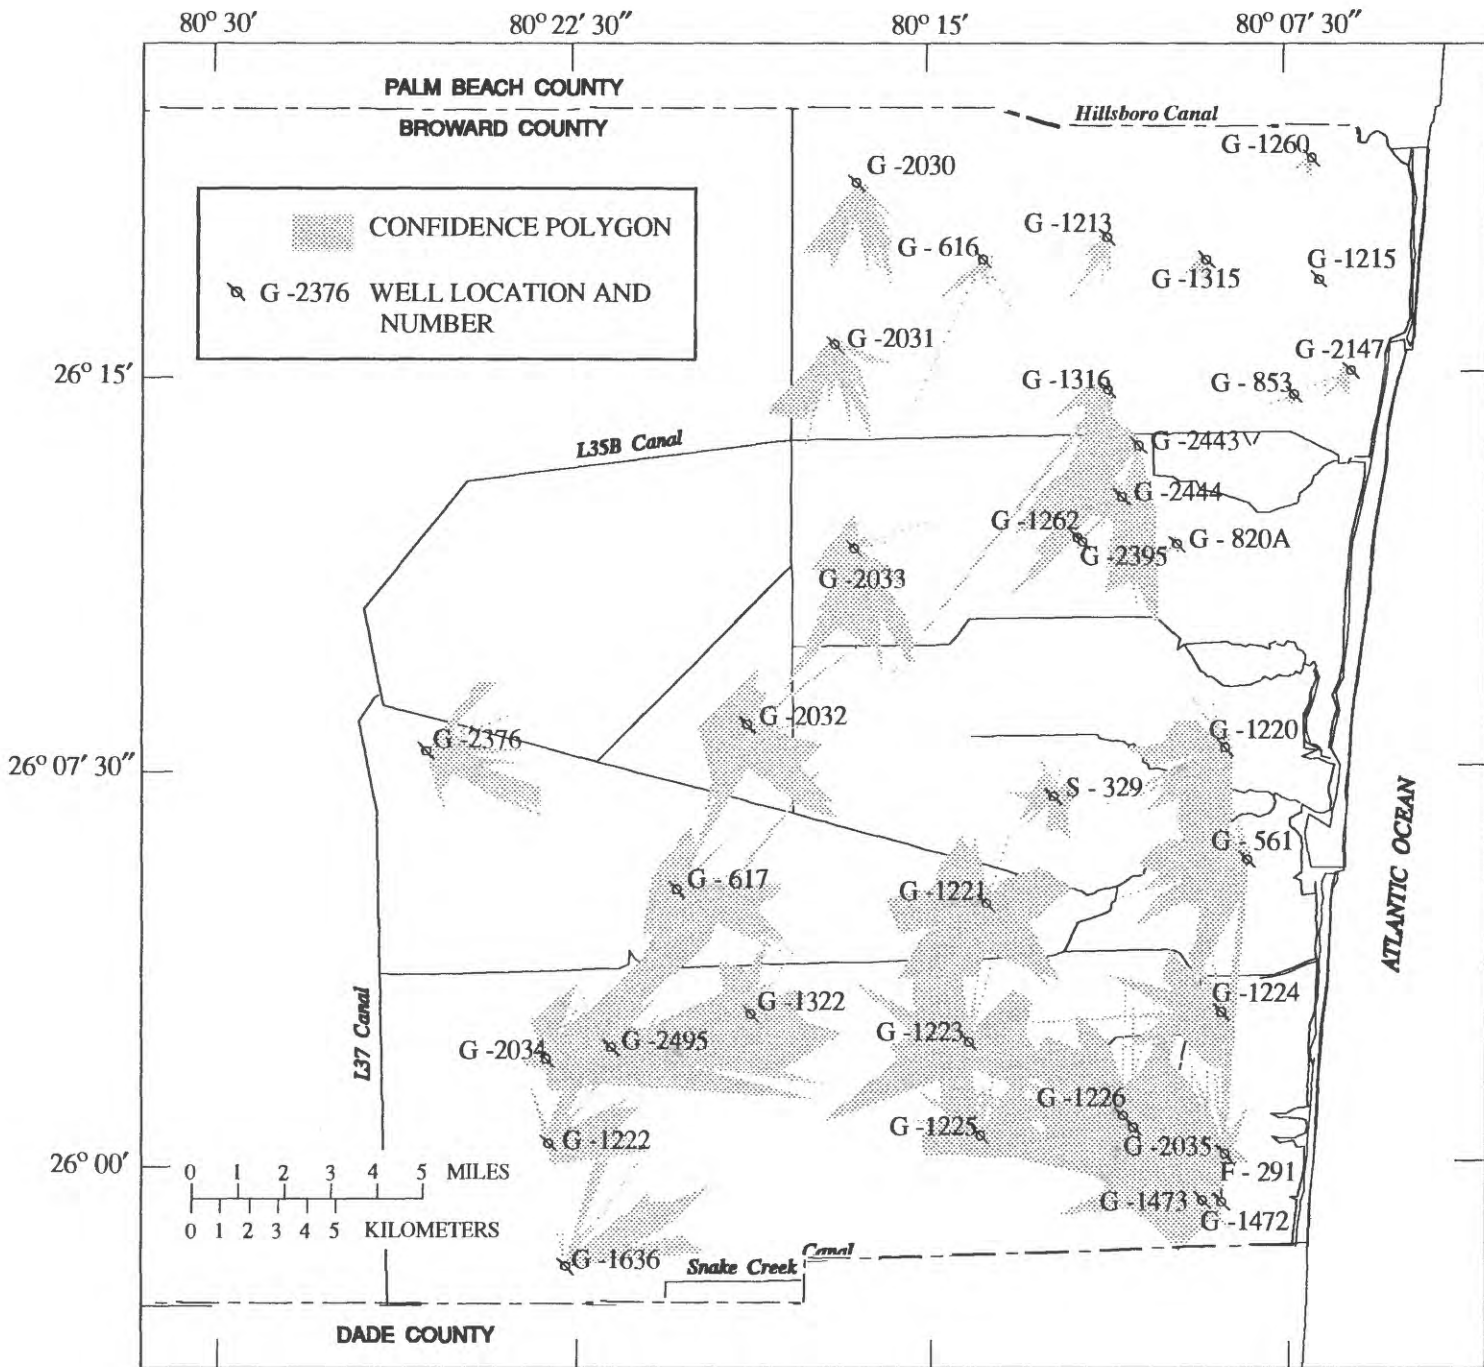 80° 30'
80° 22' 30"
80° 15'
80° 07' 30"
PALM BEACH COUNTY
BROWARD COUNTY
Hillsboro Canal
G -1260
G -2030
CONFIDENCE POLYGON
G -2376 WELL LOCATION AND
NUMBER
G - 616
G -1213
G -1315
G -1215
G -2031
26° 15'
G -2147
G -1316
G - 853
L35B Canal
G -2443
G -2444
G -1262
G -2395
G - 820A
G -2033
G -2032
G -2376
G -1220
26° 07' 30"
S - 329
G - 561
ATLANTIC OCEAN
G - 617
G -1221
G -1322
G -1224
G -2034
G -2495
G -1223
L37 Canal
G -1226
G -1222
G -1225
G -2035
26° 00'
F - 291
0 1 2 3 4 5 MILES
G -1473
G -1472
0 1 2 3 4 5 KILOMETERS
G -1636
Snake Creek Canal
DADE COUNTY